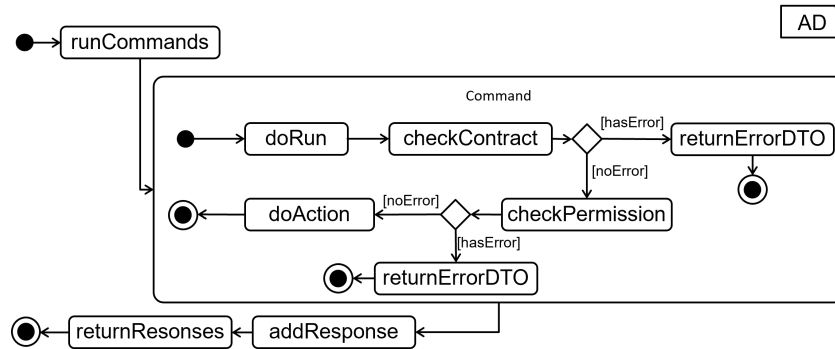 AD
runCommands
Command
doRun
checkContract
[hasError]
returnErrorDTO
[noError]
doAction
[noError]
checkPermission
[hasError]
returnErrorDTO
returnResonses
addResponse